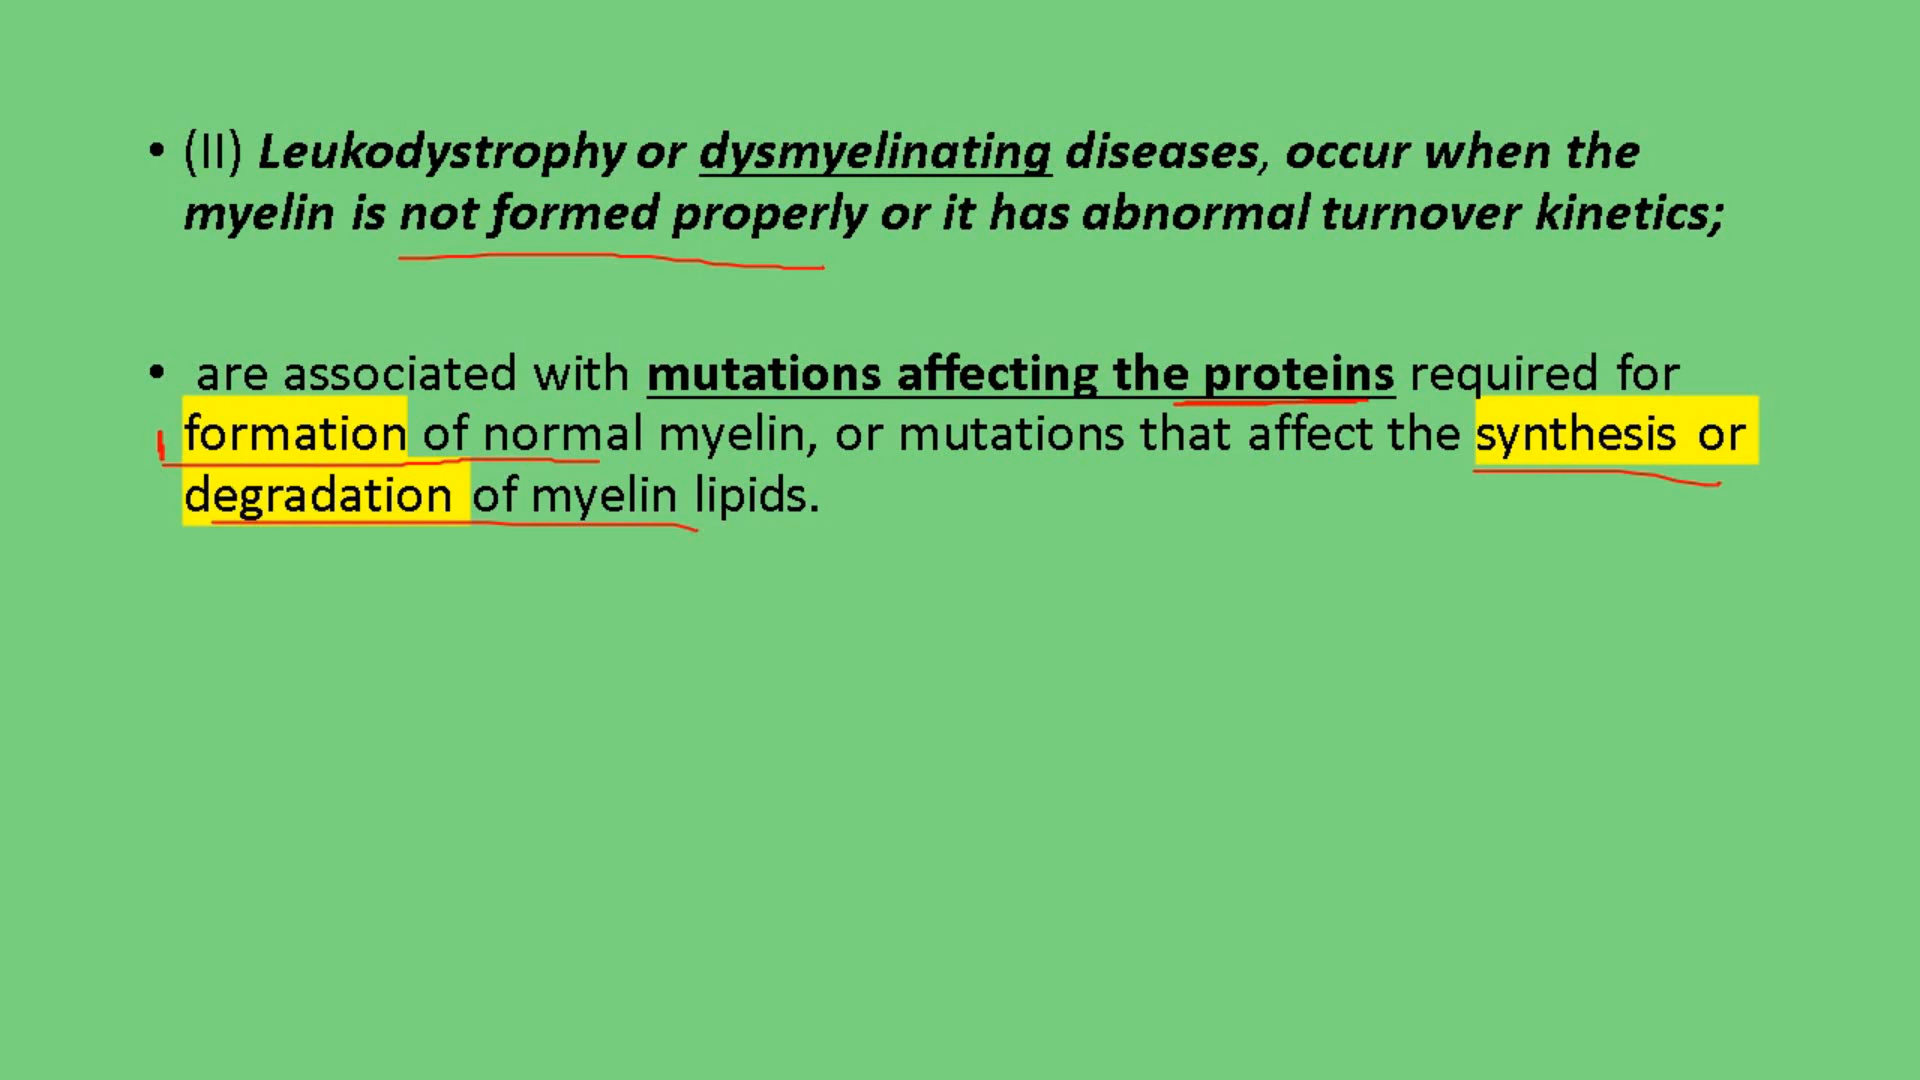 • (II) Leukodystrophy or dysmyelinating diseases, occur when the
myelin is not formed properly or it has abnormal turnover kinetics;
• are associated with mutations affecting the proteins required for
formation of normal myelin, or mutations that affect the synthesis or
degradation of myelin lipids.